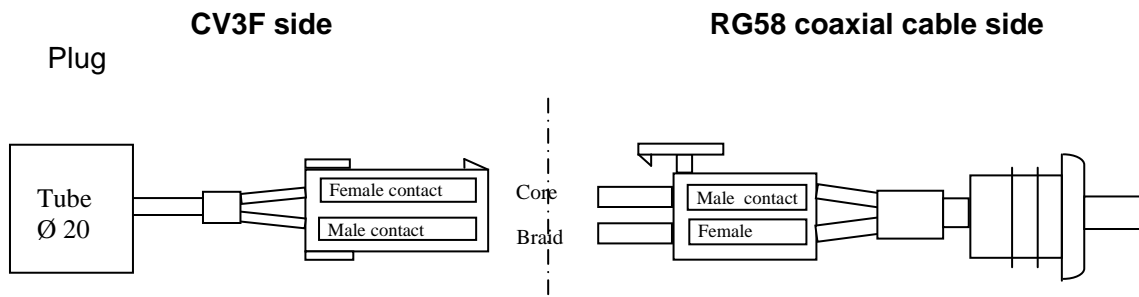 CV3F side
RG58 coaxial cable side
Plug
Tube
Ø 20
Female contact
Male contact
Core
Braid
Male contact
Female